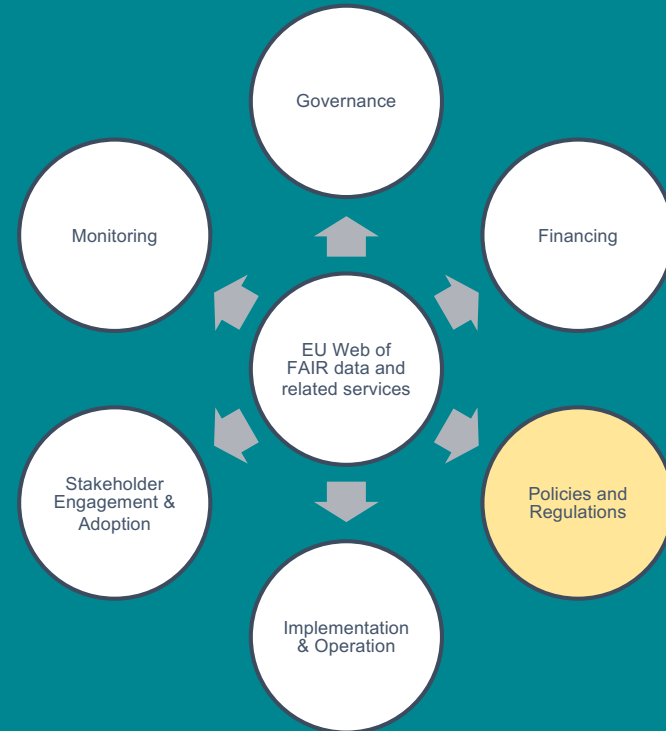 Governance
Monitoring
Financing
EU Web of
FAIR data and
related services
Stakeholder
Engagement &
Adoption
Policies and
Regulations
Implementation
& Operation